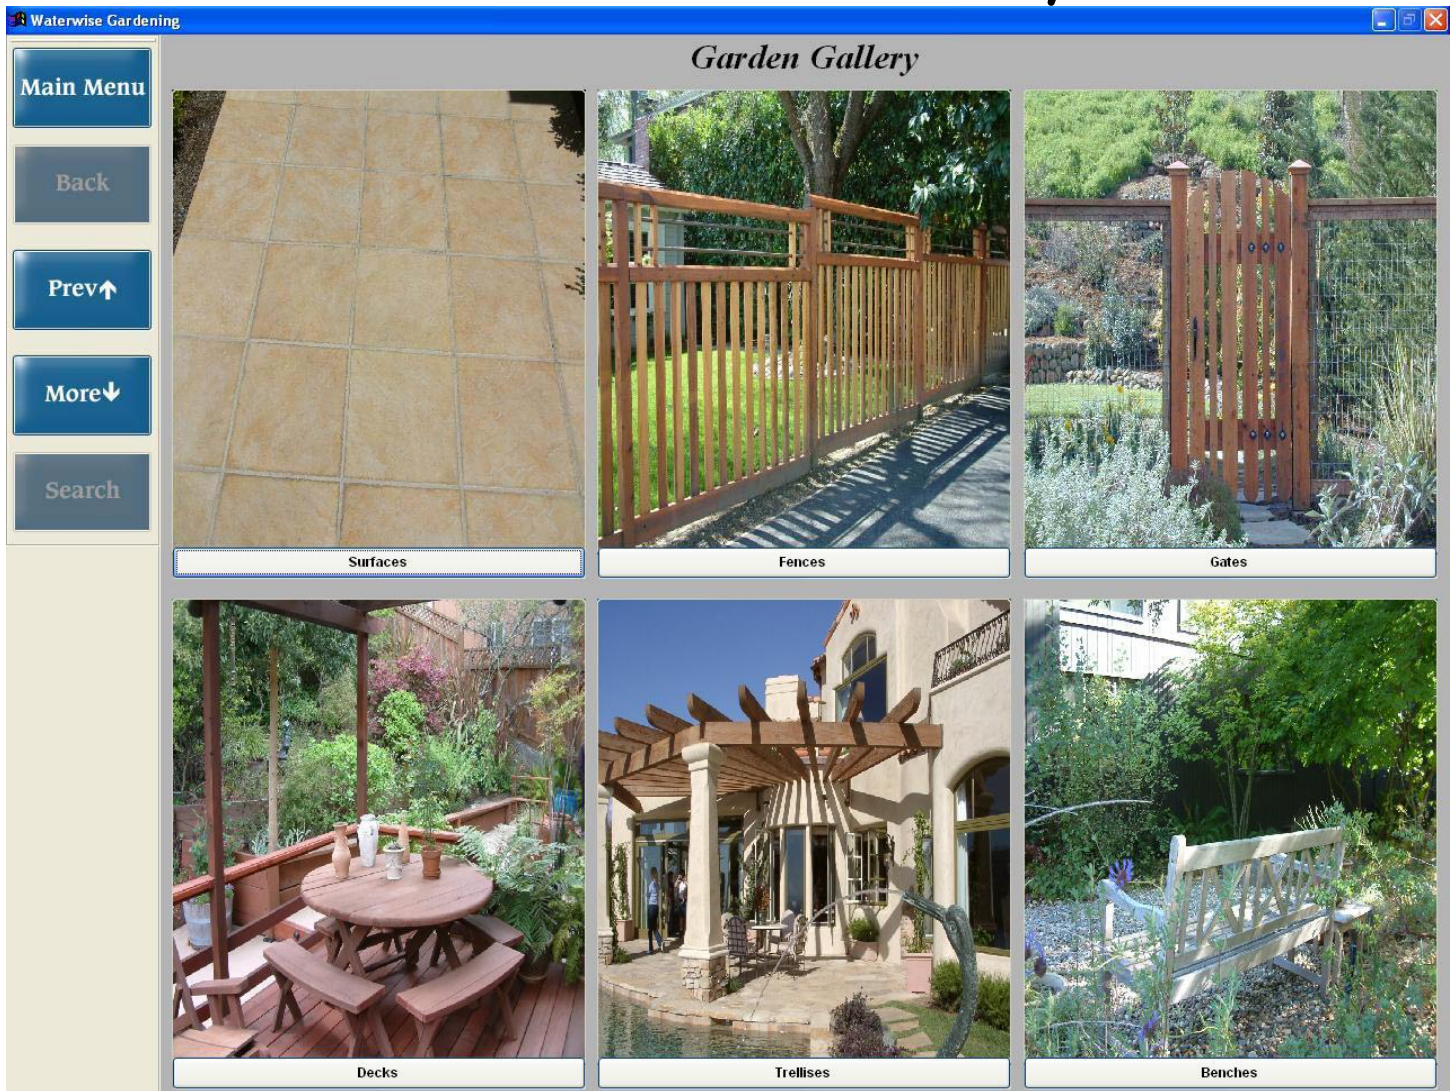 Waterwise Gardening
Garden Gallery
Main Menu
Back
Prev↑
More↓
Search
Surfaces
Fences
Gates
Decks
Trellises
Benches